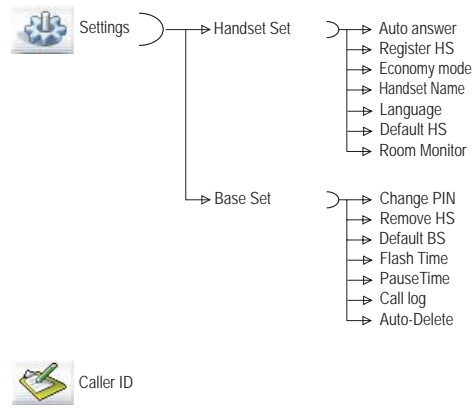 Settings
Handset Set
Auto answer
Register HS
Economy mode
Handset Name
Language
Default HS
Room Monitor
Base Set
Change PIN
Remove HS
Default BS
Flash Time
PauseTime
Call log
Auto-Delete
Caller ID